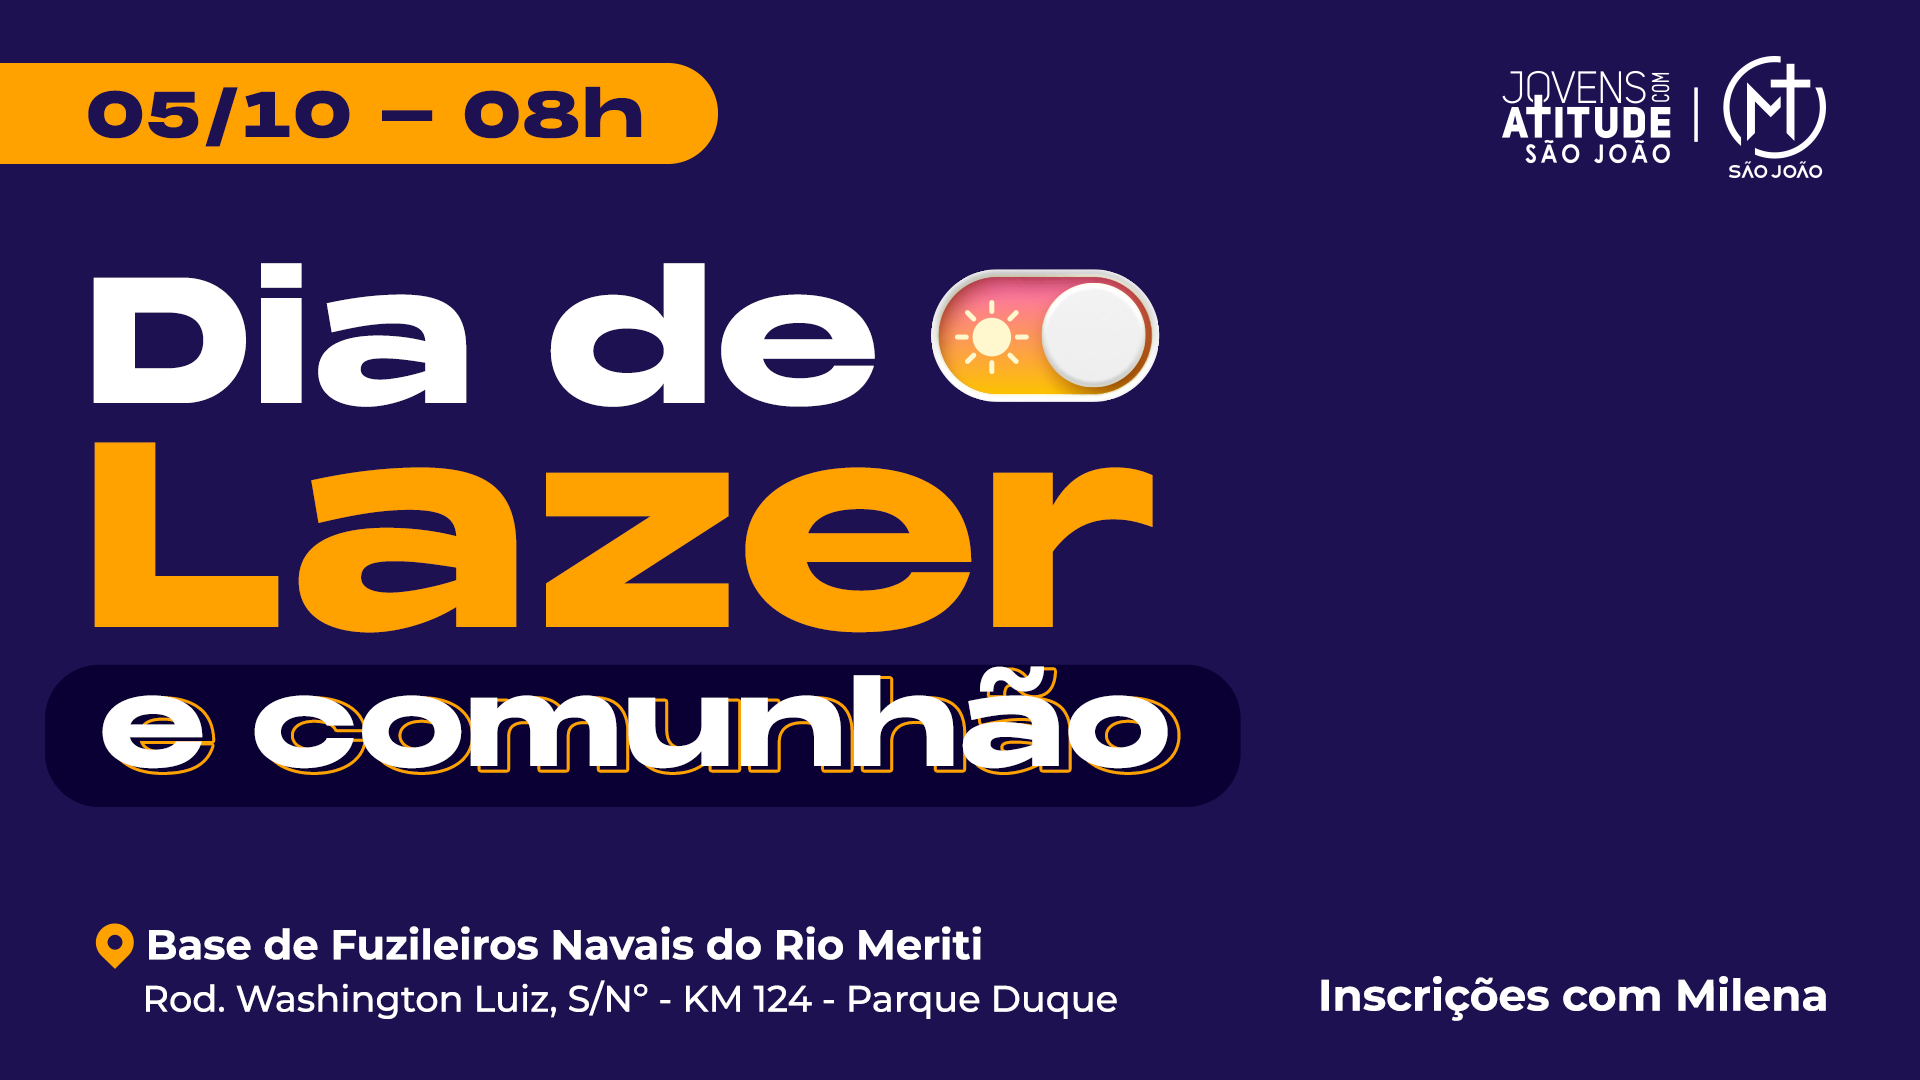 05/10 – 08h
JOVENS COM
ATITUDE
SÃO JOÃO
M
SÃO JOÃO
Dia de
Lazer
e comunhão
Base de Fuzileiros Navais do Rio Meriti
Rod. Washington Luiz, S/Nº - KM 124 - Parque Duque
Inscrições com Milena